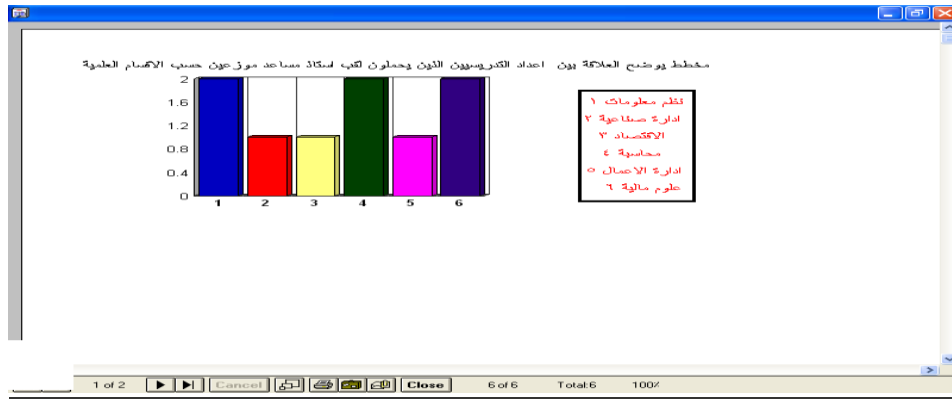 مخطط يوضح العلاقة بين اعداد التدريسيين الذين يحملون لقب استاذ مساعد موزعين حسب الاقسام العلمية
2
1.6
1.2
0.8
0.4
0
1 2 3 4 5 6
نظم معلومات ١
ادارة صناعية ٢
الاقتصاد ٣
محاسبة ٤
ادارة الاعمال ٥
علوم مالية ٦
1 of 2 Cancel Close 6 of 6 Total:6 100%